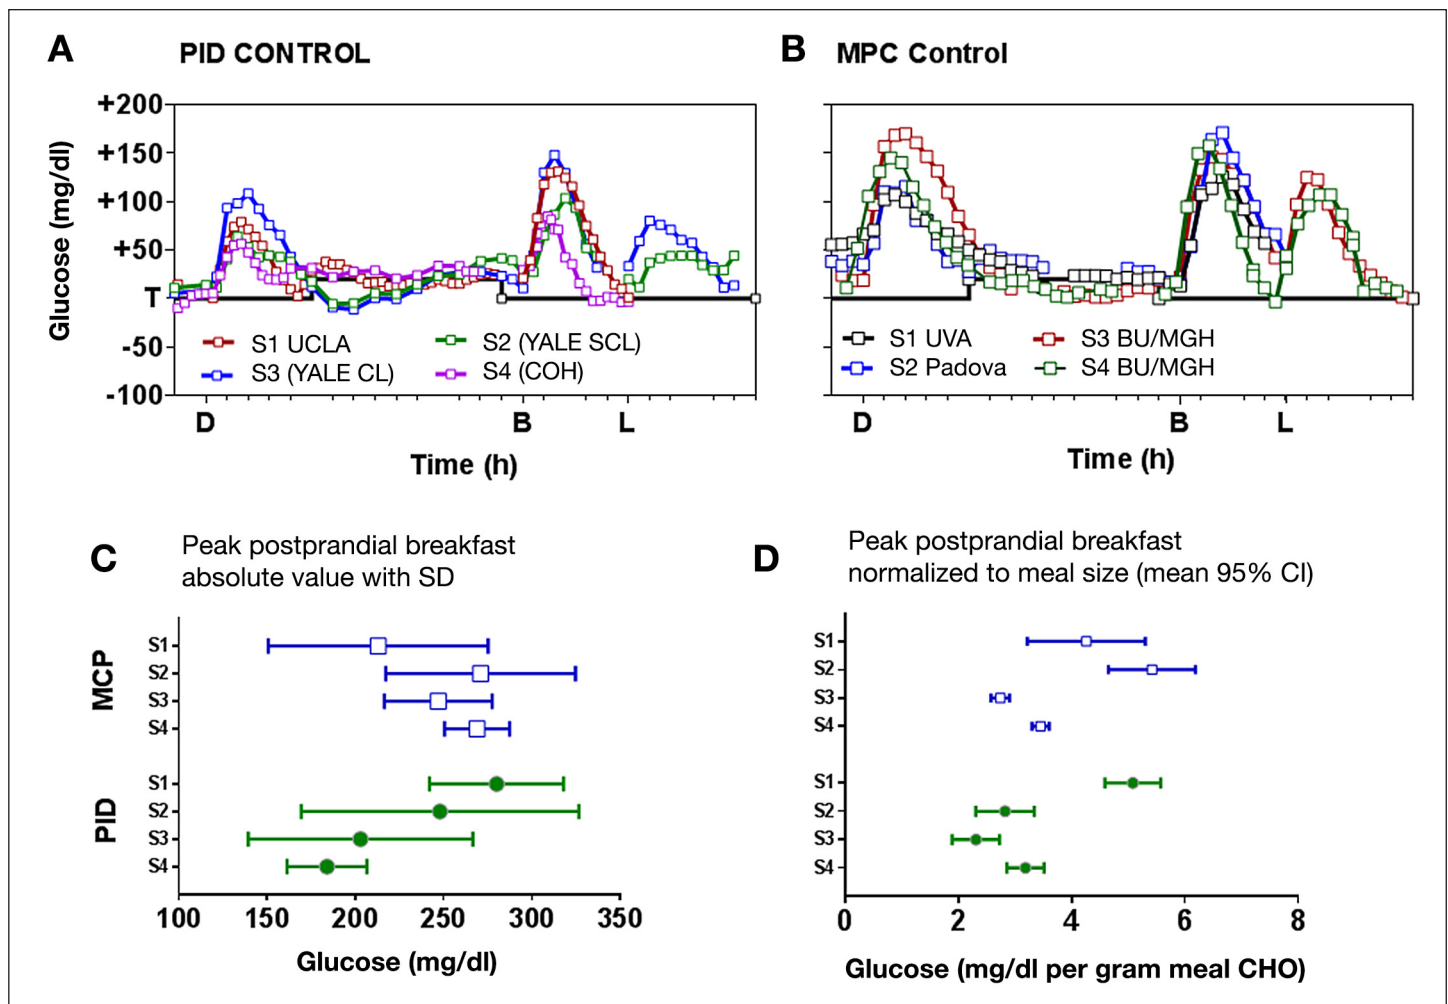 A PID CONTROL
B MPC Control
Glucose (mg/dl)
+200
+150
+100
+50
T
-50
-100
S1 UCLA
S2 (YALE SCL)
S3 (YALE CL)
S4 (COH)
D B L
Time (h)
S1 UVA
S3 BU/MGH
S2 Padova
S4 BU/MGH
D B L
Time (h)
C Peak postprandial breakfast
absolute value with SD
MCP
S1
S2
S3
S4
PID
S1
S2
S3
S4
100 150 200 250 300 350
Glucose (mg/dl)
D Peak postprandial breakfast
normalized to meal size (mean 95% CI)
S1
S2
S3
S4
S1
S2
S3
S4
0 2 4 6 8
Glucose (mg/dl per gram meal CHO)